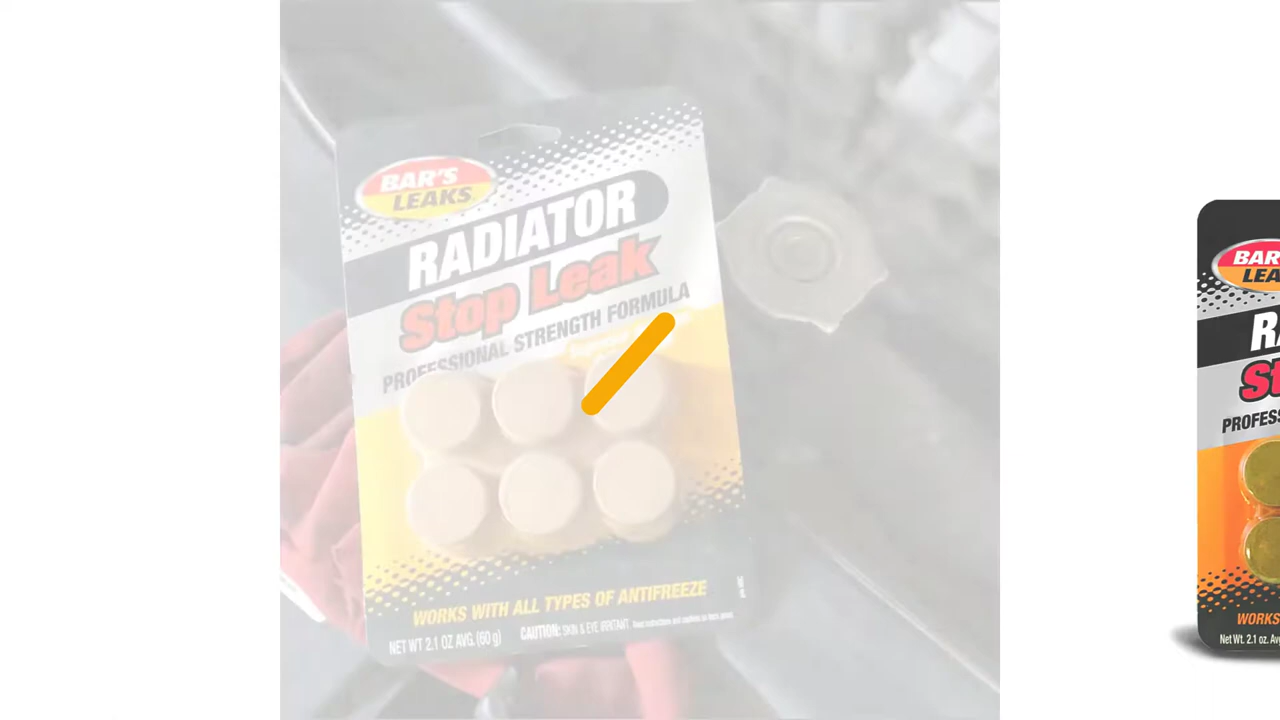 BAR'S
LEAKS
RADIATOR
Stop Leak
PROFESSIONAL STRENGTH FORMULA
WORKS WITH ALL TYPES OF ANTIFREEZE
NET WT 2.1 OZ AVG. (60 g)
CAUTION: SKIN & EYE IRRITANT.
BAR
LEA
R
St
PROFESS
WORKS
Net Wt. 2.1 oz. Av